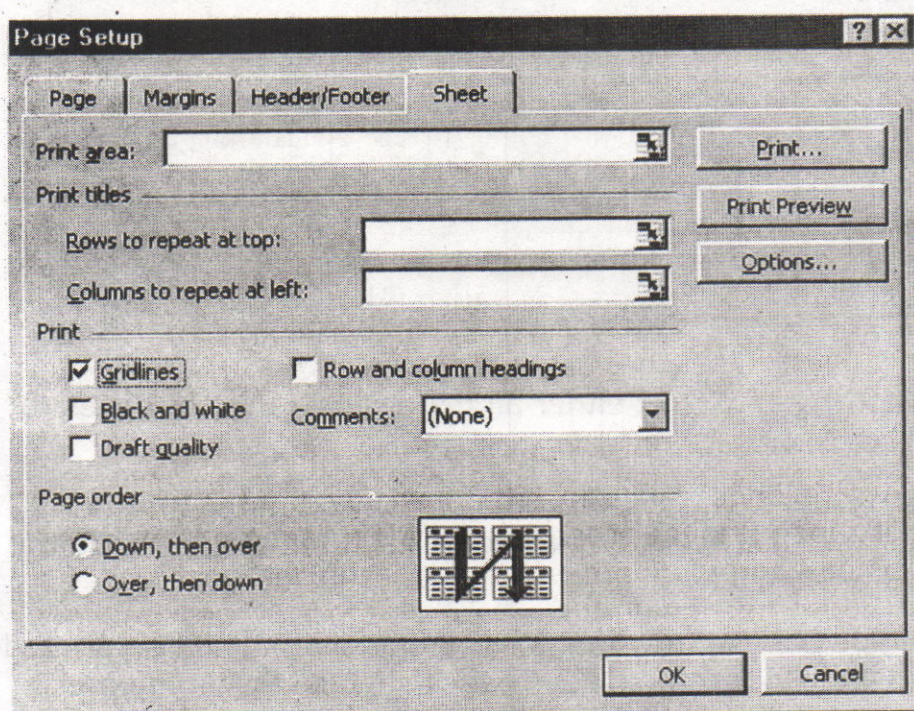 Page Setup
Page Margins Header/Footer Sheet
Print area:
Print...
Print titles
Print Preview
Rows to repeat at top:
Options...
Columns to repeat at left:
Print
Gridlines
Row and column headings
Black and white
Comments: (None)
Draft quality
Page order
Down, then over
Over, then down
OK Cancel